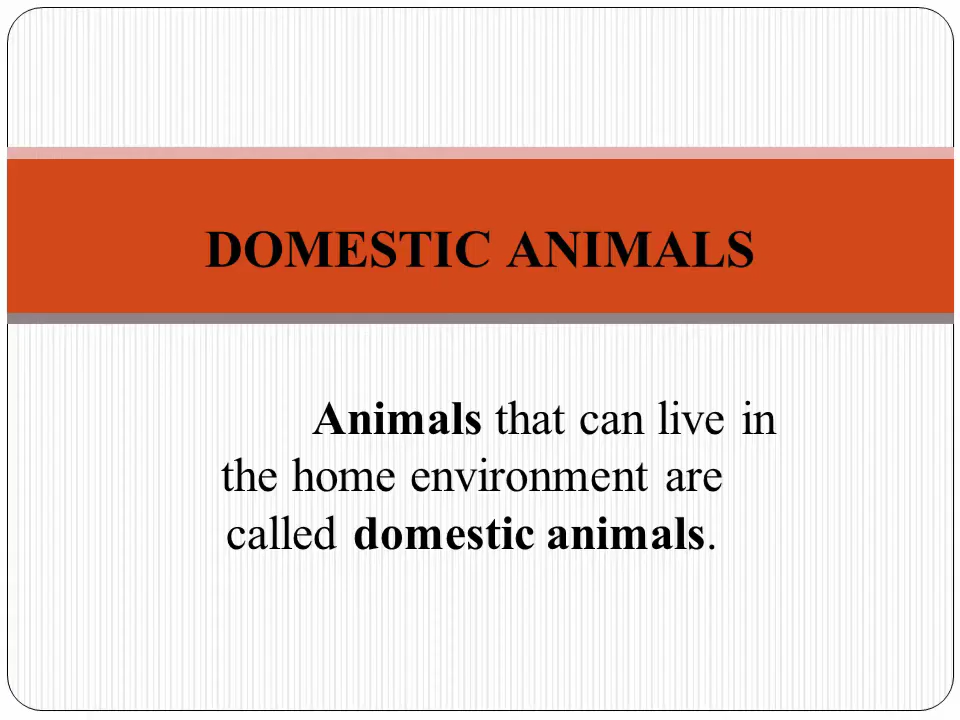 DOMESTIC ANIMALS
Animals that can live in
the home environment are
called domestic animals.